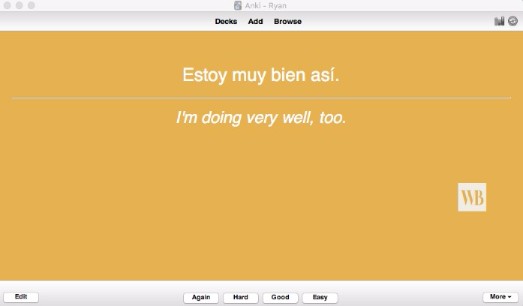 Anki - Ryan
Decks Add Browse
Estoy muy bien así.
I'm doing very well, too.
WB
Edit Again Hard Good Easy More